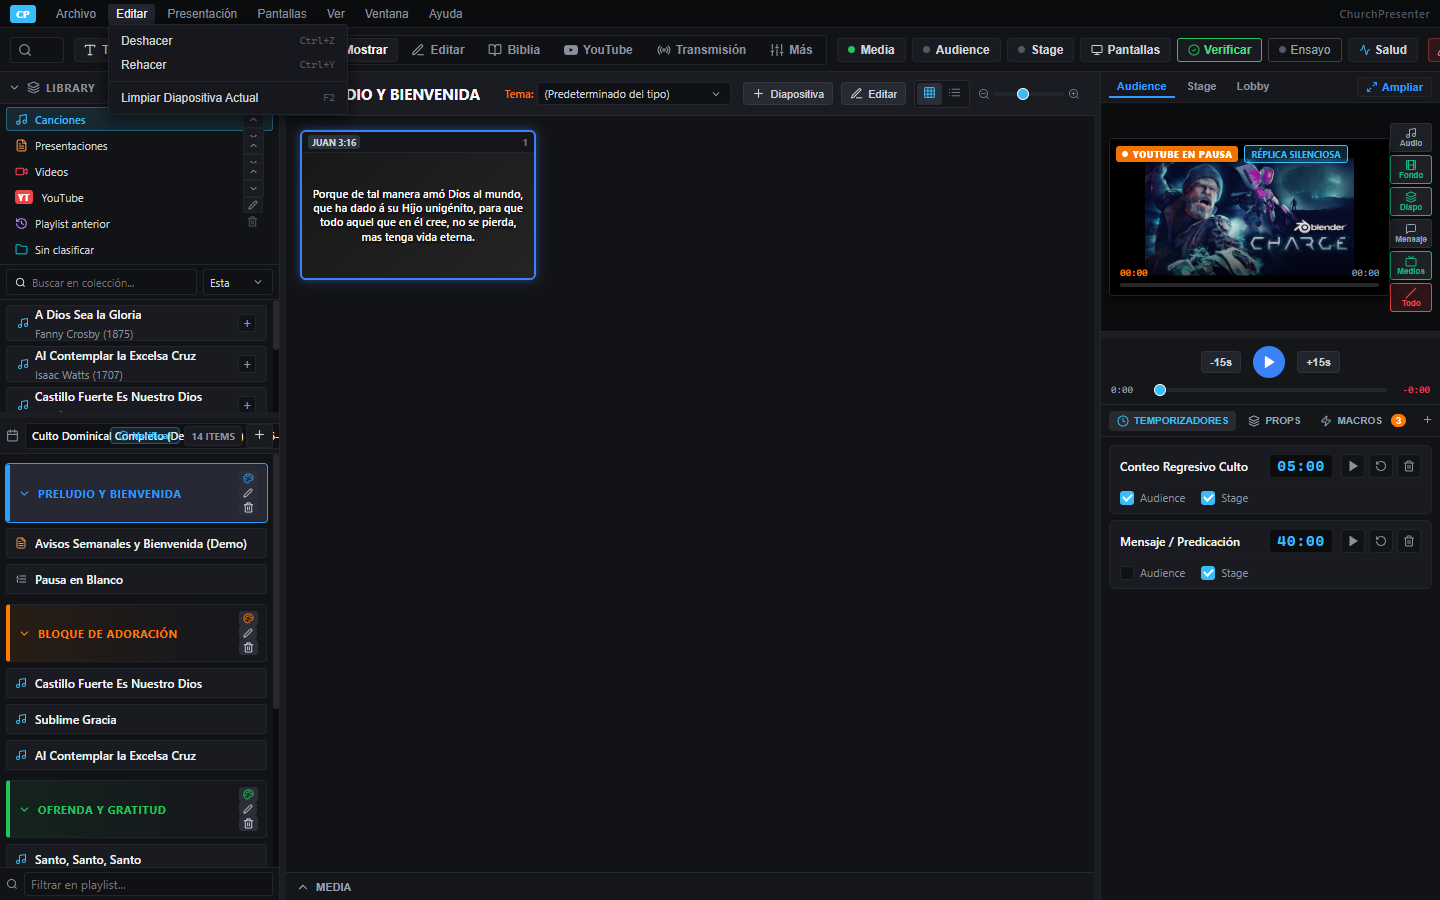 CP Archivo Editar Presentación Pantallas Ver Ventana Ayuda ChurchPresenter
Deshacer Ctrl+Z
Rehacer Ctrl+Y
Limpiar Diapositiva Actual F2
Mostrar Editar Biblia YouTube Transmisión Más Media Audience Stage Pantallas Verificar Ensayo Salud
LIBRARY
Canciones
Presentaciones
Videos
YT YouTube
Playlist anterior
Sin clasificar
Buscar en colección... Esta
A Dios Sea la Gloria
Fanny Crosby (1875)
Al Contemplar la Excelsa Cruz
Isaac Watts (1707)
Castillo Fuerte Es Nuestro Dios
Culto Dominical Completo (De 14 ITEMS
PRELUDIO Y BIENVENIDA
Avisos Semanales y Bienvenida (Demo)
Pausa en Blanco
BLOQUE DE ADORACIÓN
Castillo Fuerte Es Nuestro Dios
Sublime Gracia
Al Contemplar la Excelsa Cruz
OFRENDA Y GRATITUD
Santo, Santo, Santo
Filtrar en playlist...
DIO Y BIENVENIDA Tema: (Predeterminado del tipo) Diapositiva Editar
JUAN 3:16 1
Porque de tal manera amó Dios al mundo,
que ha dado á su Hijo unigénito, para que
todo aquel que en él cree, no se pierda,
mas tenga vida eterna.
MEDIA
Audience Stage Lobby Ampliar
YOUTUBE EN PAUSA RÉPLICA SILENCIOSA
blender
CHARGE
00:00 00:00
Audio
Fondo
Diapo
Mensaje
Medios
Todo
-15s +15s
0:00 -0:00
TEMPORIZADORES PROPS MACROS 3
Conteo Regresivo Culto 05:00
Audience Stage
Mensaje / Predicación 40:00
Audience Stage